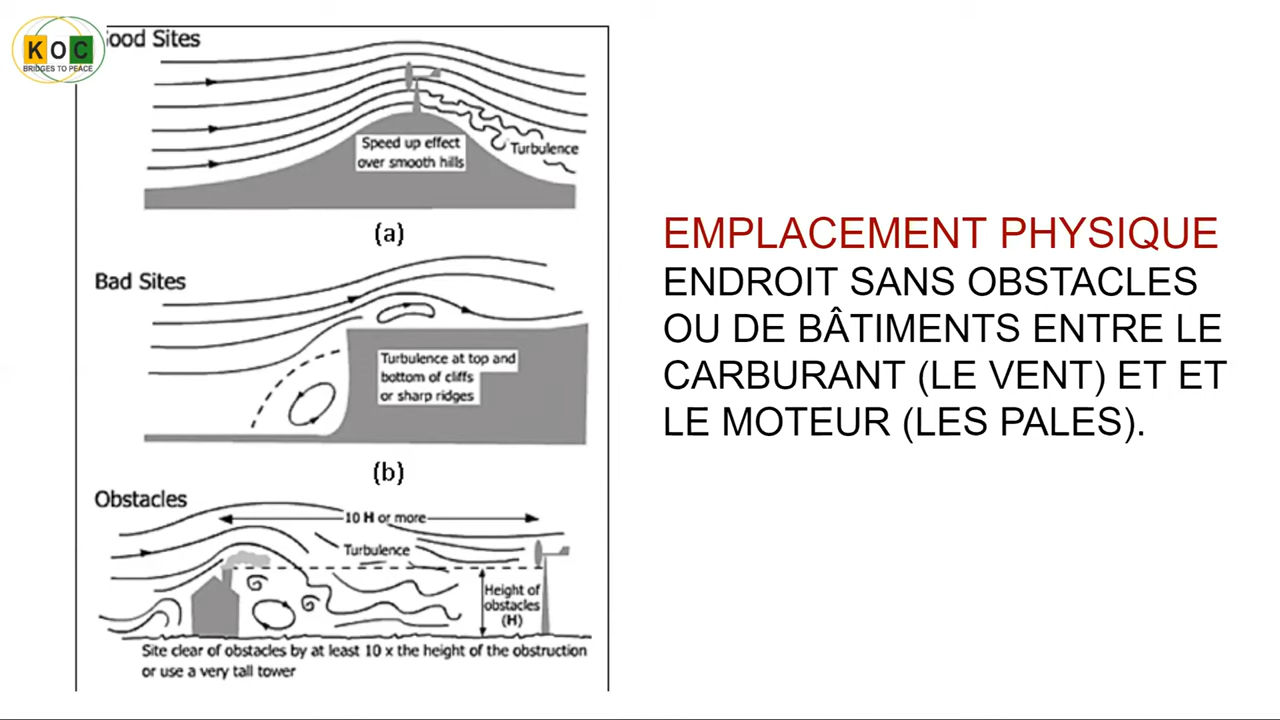 KOC
BRIDGES TO PEACE
ood Sites
Speed up effect
over smooth hills
Turbulence
(a)
Bad Sites
Turbulence at top and
bottom of cliffs
or sharp ridges
(b)
Obstacles
10 H or more
Turbulence
Height of
obstacles
(H)
Site clear of obstacles by at least 10 x the height of the obstruction
or use a very tall tower
EMPLACEMENT PHYSIQUE
ENDROIT SANS OBSTACLES
OU DE BÂTIMENTS ENTRE LE
CARBURANT (LE VENT) ET ET
LE MOTEUR (LES PALES).